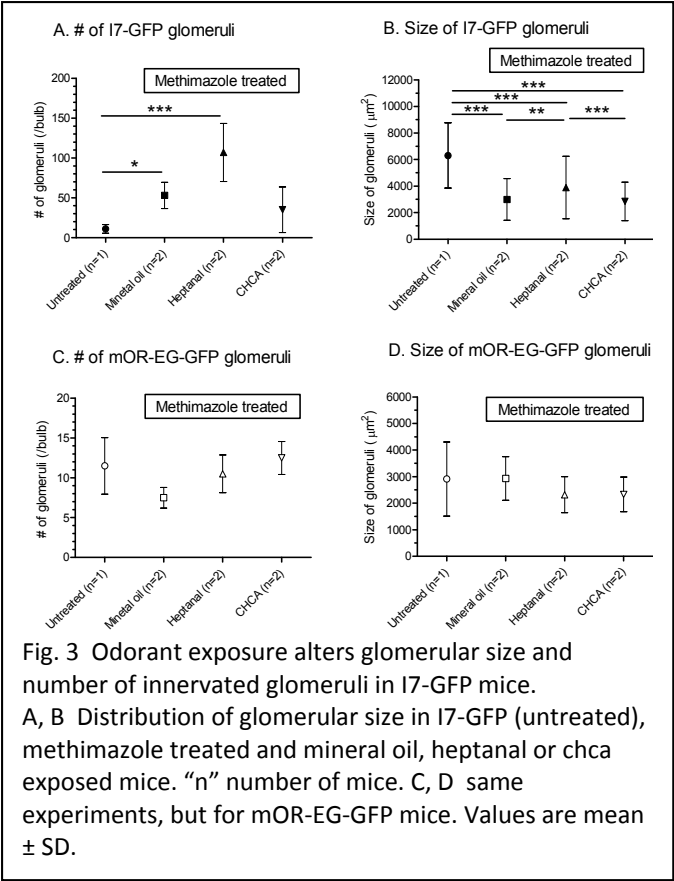 A. # of I7-GFP glomeruli
Methimazole treated
# of glomeruli (/bulb)
200
150
100
50
0
***
*
Untreated (n=1)
Minetal oil (n=2)
Heptanal (n=2)
CHCA (n=2)
B. Size of I7-GFP glomeruli
Methimazole treated
Size of glomeruli ( μm2)
12000
10000
8000
6000
4000
2000
0
***
***
***
**
***
Untreated (n=1)
Mineral oil (n=2)
Heptanal (n=2)
CHCA (n=2)
C. # of mOR-EG-GFP glomeruli
Methimazole treated
# of glomeruli (/bulb)
20
15
10
5
0
Untreated (n=1)
Minetal oil (n=2)
Heptanal (n=2)
CHCA (n=2)
D. Size of mOR-EG-GFP glomeruli
Methimazole treated
Size of glomeruli ( μm2)
6000
5000
4000
3000
2000
1000
0
Untreated (n=1)
Mineral oil (n=2)
Heptanal (n=2)
CHCA (n=2)
Fig. 3 Odorant exposure alters glomerular size and
number of innervated glomeruli in I7-GFP mice.
A, B Distribution of glomerular size in I7-GFP (untreated),
methimazole treated and mineral oil, heptanal or chca
exposed mice. “n” number of mice. C, D same
experiments, but for mOR-EG-GFP mice. Values are mean
± SD.